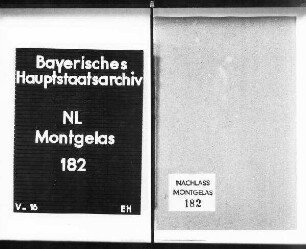 Bayerisches
Hauptstaatsarchiv
NL
Montgelas
182
V- 16
EH
NACHLASS
MONTGELAS
182